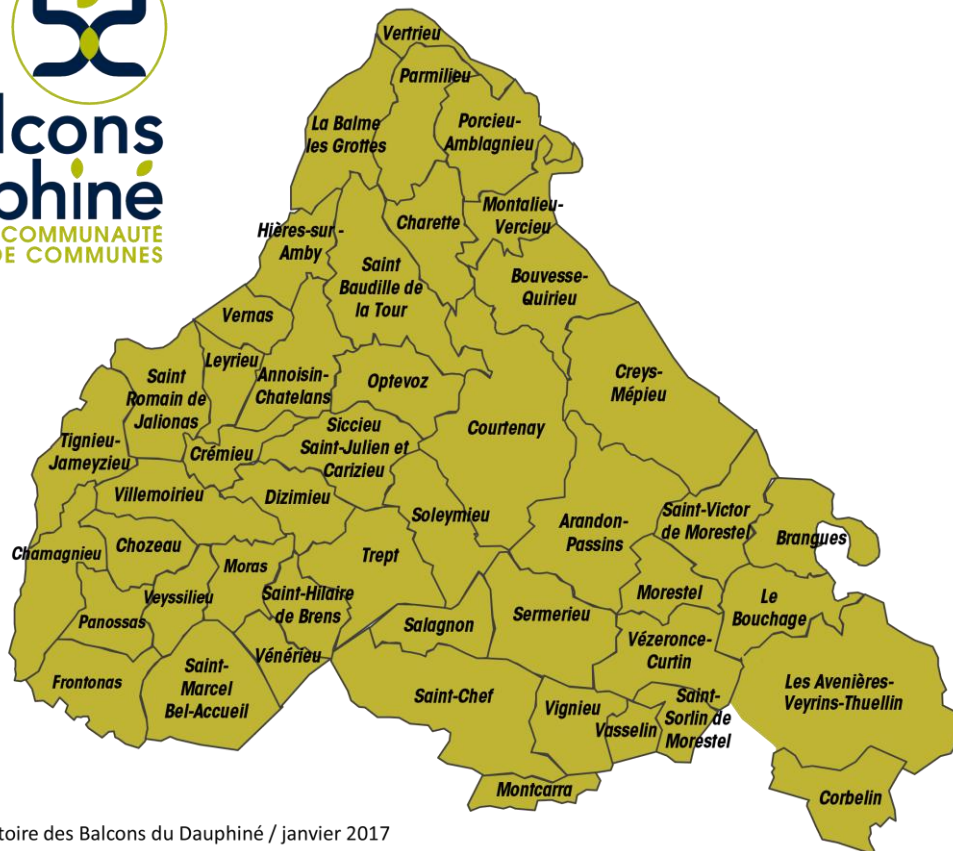 lcons
phiné
COMMUNAUTÉ
DE COMMUNES
Vertrieu
Parmilieu
La Balme
les Grottes
Porcieu-
Amblagnieu
Charette
Montalieu-
Vercieu
Hières-sur-
Amby
Saint
Baudille de
la Tour
Bouvesse-
Quirieu
Vernas
Leyrieu
Annoisin-
Chatelans
Optevoz
Creys-
Mépieu
Saint
Romain de
Jalionas
Courtenay
Tignieu-
Jameyzieu
Crémieu
Siccieu
Saint-Julien et
Carizieu
Villemoirieu
Dizimieu
Soleymieu
Arandon-
Passins
Saint-Victor
de Morestel
Brangues
Chamagnieu
Chozeau
Moras
Trept
Veyssilieu
Saint-Hilaire
de Brens
Morestel
Le
Bouchage
Panossas
Salagnon
Sermerieu
Vézeronce-
Curtin
Frontonas
Saint-
Marcel
Bel-Accueil
Vénérieu
Saint-Chef
Vignieu
Vasselin
Saint-
Sorlin de
Morestel
Les Avenières-
Veyrins-Thuellin
Montcarra
Corbelin
toire des Balcons du Dauphiné / janvier 2017